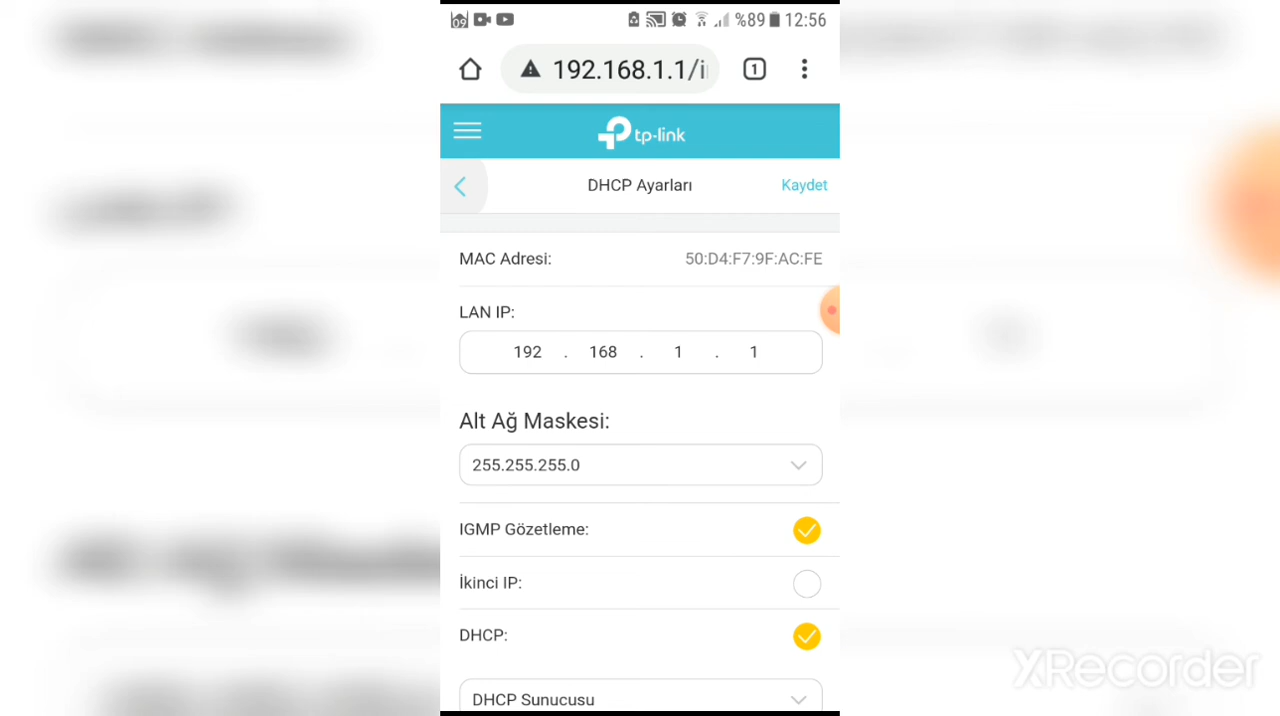 09 %89 12:56
192.168.1.1/i 1
tp-link
DHCP Ayarları Kaydet
MAC Adresi: 50:D4:F7:9F:AC:FE
LAN IP:
192 . 168 . 1 . 1
Alt Ağ Maskesi:
255.255.255.0
IGMP Gözetleme:
İkinci IP:
DHCP:
DHCP Sunucusu
XRecorder